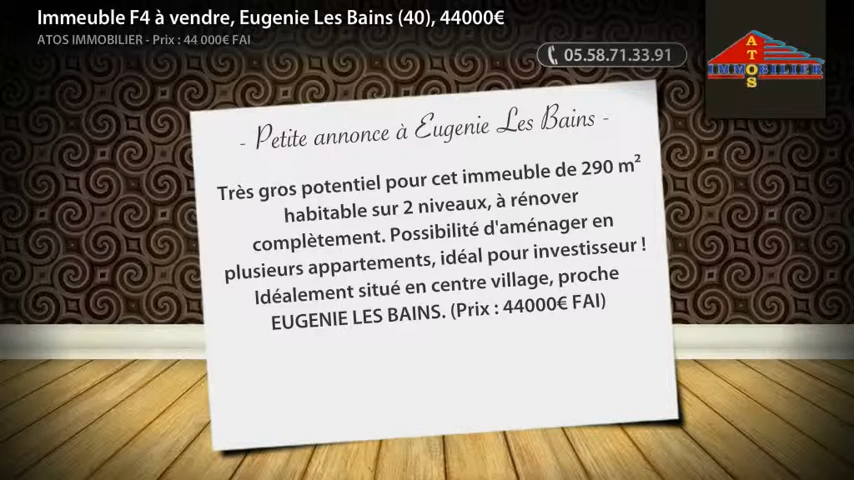 Immeuble F4 à vendre, Eugenie Les Bains (40), 44000€
ATOS IMMOBILIER - Prix : 44 000€ FAI
05.58.71.33.91
ATOS
IMMOBILIER
- Petite annonce à Eugenie Les Bains -
Très gros potentiel pour cet immeuble de 290 m²
habitable sur 2 niveaux, à rénover
complètement. Possibilité d'aménager en
plusieurs appartements, idéal pour investisseur !
Idéalement situé en centre village, proche
EUGENIE LES BAINS. (Prix : 44000€ FAI)